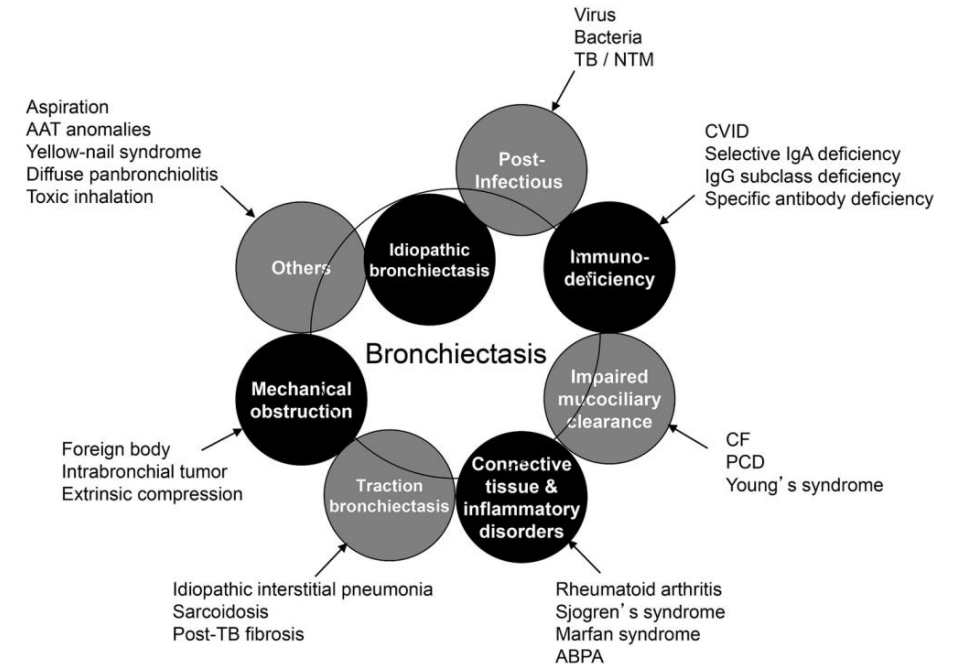 Virus
Bacteria
TB / NTM
Aspiration
AAT anomalies
Yellow-nail syndrome
Diffuse panbronchiolitis
Toxic inhalation
CVID
Selective IgA deficiency
IgG subclass deficiency
Specific antibody deficiency
Post-
Infectious
Idiopathic
bronchiectasis
Others
Immuno-
deficiency
Bronchiectasis
Mechanical
obstruction
Impaired
mucociliary
clearance
Foreign body
Intrabronchial tumor
Extrinsic compression
Traction
bronchiectasis
Connective
tissue &
inflammatory
disorders
CF
PCD
Young's syndrome
Idiopathic interstitial pneumonia
Sarcoidosis
Post-TB fibrosis
Rheumatoid arthritis
Sjogren's syndrome
Marfan syndrome
ABPA